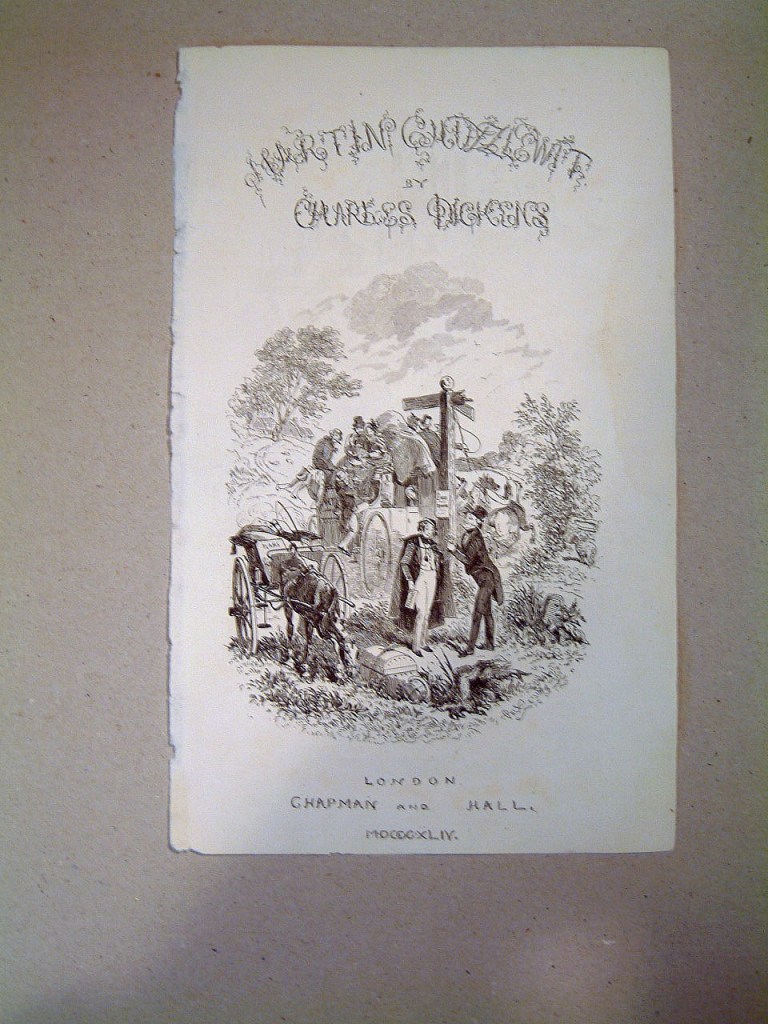 MARTIN CHUZZLEWIT
BY
CHARLES DICKENS
LONDON
CHAPMAN AND HALL.
MDCCCXLIV.